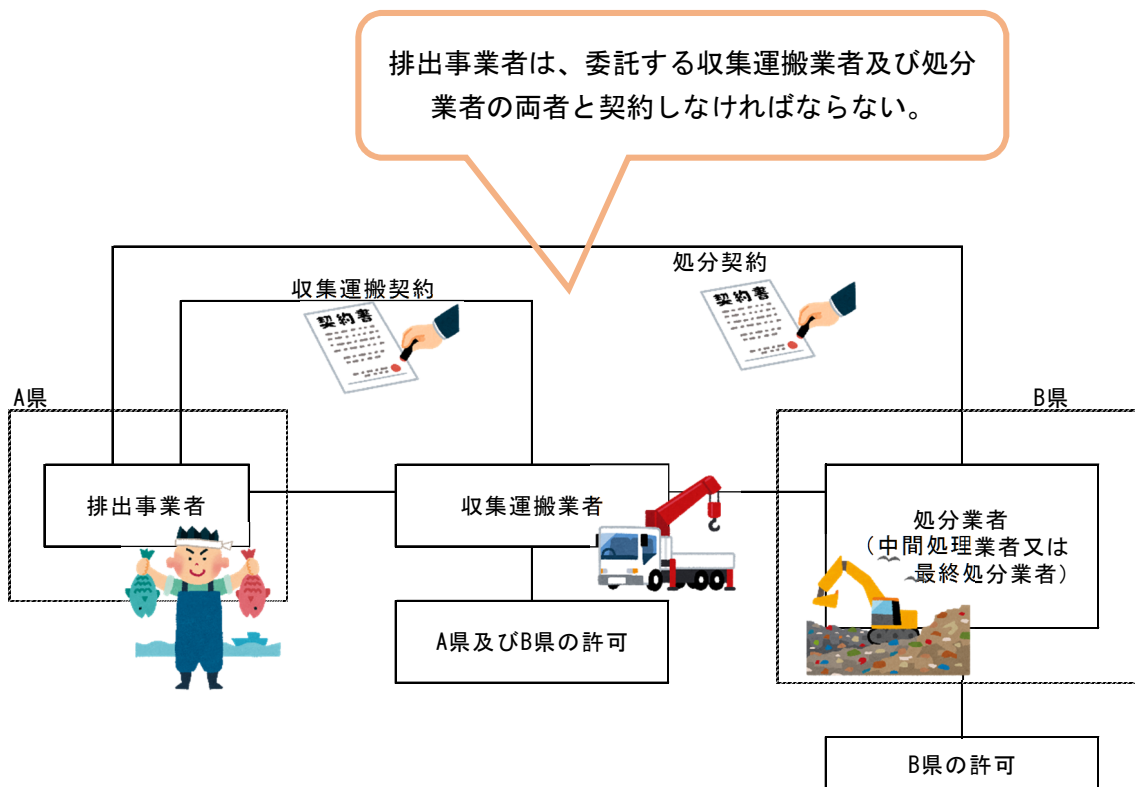 排出事業者は、委託する収集運搬業者及び処分
業者の両者と契約しなければならない。
処分契約
収集運搬契約
契約書
契約書
A県
B県
排出事業者
収集運搬業者
処分業者
(中間処理業者又は
最終処分業者)
A県及びB県の許可
B県の許可